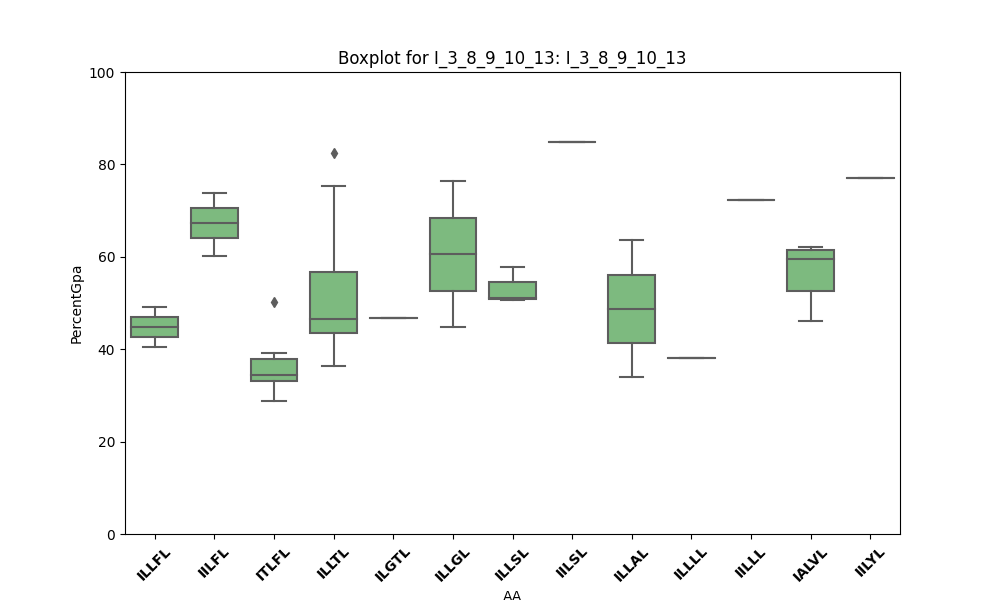 Boxplot for I_3_8_9_10_13: I_3_8_9_10_13
100
80
60
40
20
0
PercentGpa
ILLFL
IILFL
ITLFL
ILLTL
ILGTL
ILLGL
ILLSL
IILSL
ILLAL
ILLLL
IILLL
IALVL
IILYL
AA